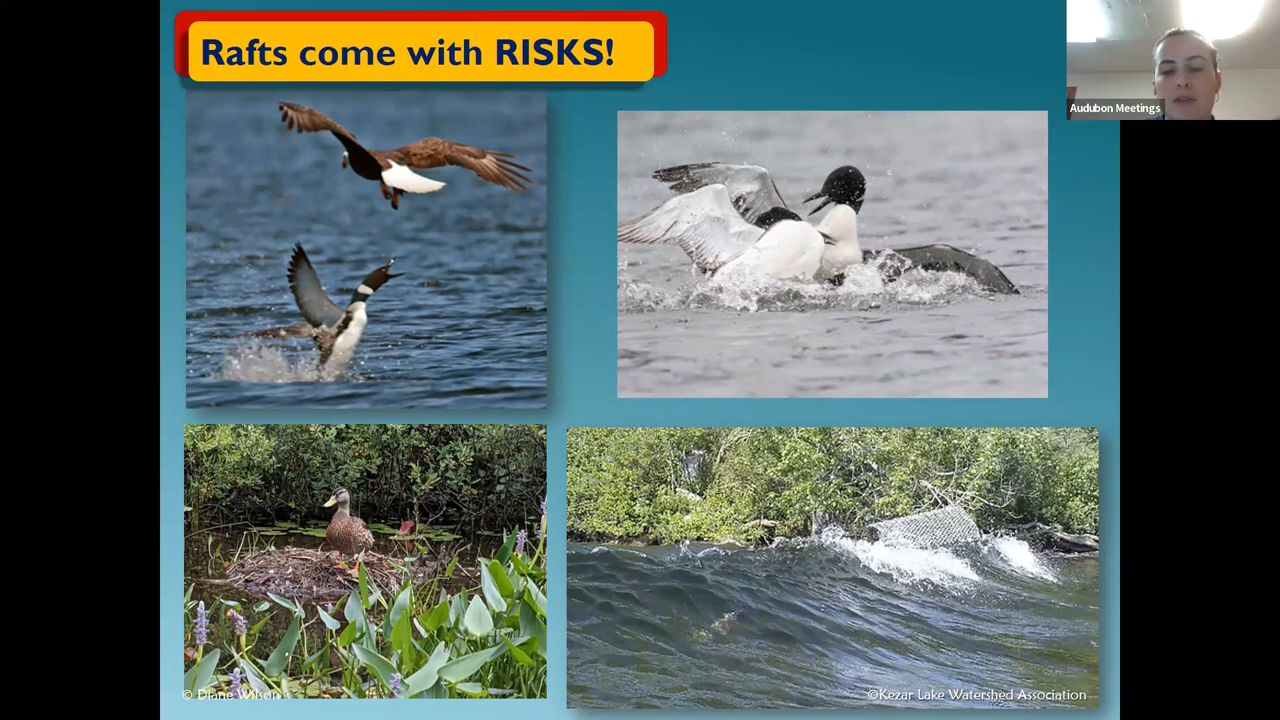 Rafts come with RISKS!
Audubon Meetings
© Diane Wilson
©Kezar Lake Watershed Association